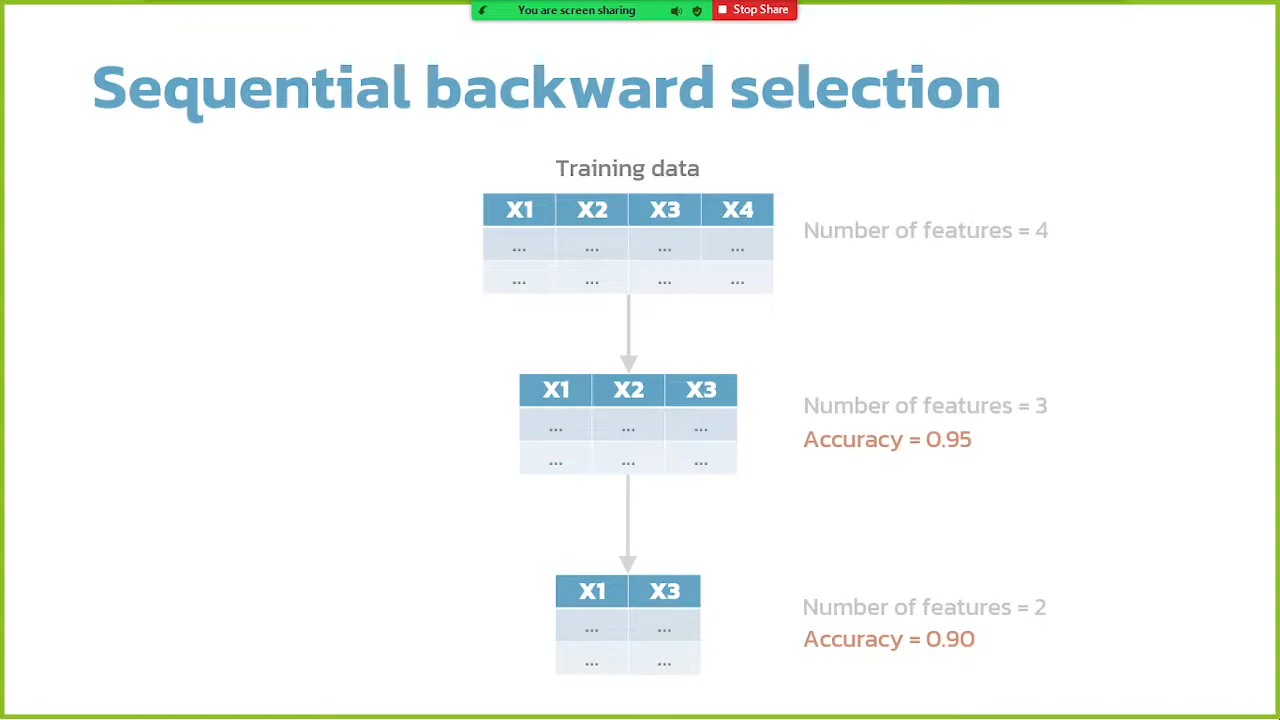 You are screen sharing
Stop Share
Sequential backward selection
Training data
X1 X2 X3 X4
... ... ... ...
... ... ... ...
Number of features = 4
X1 X2 X3
... ... ...
... ... ...
Number of features = 3
Accuracy = 0.95
X1 X3
... ...
... ...
Number of features = 2
Accuracy = 0.90